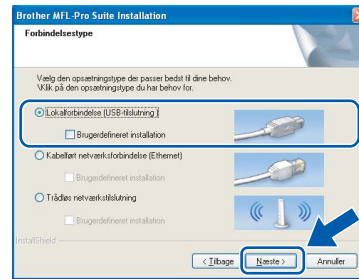 Brother MFL-Pro Suite Installation
Forbindelsestype
Vælg den opsætningstype der passer bedst til dine behov.
\Klik på den opsætningstype du har behov for.
Lokalforbindelse (USB-tilslutning)
Brugerdefineret installation
Kabelført netværksforbindelse (Ethernet)
Brugerdefineret installation
Trådløs netværkstilslutning
Brugerdefineret installation
InstallShield
< Tilbage
Næste >
Annuller